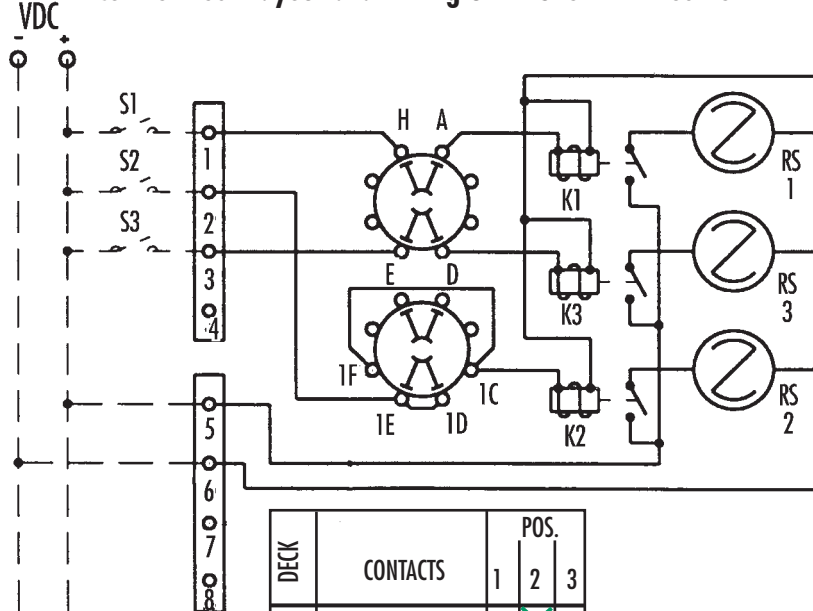 VDC
- +
S1
S2
S3
1
2
3
4
5
6
7
8
H A
E D
1F
1C
1E 1D
K1
K3
K2
RS
1
RS
3
RS
2
DECK
CONTACTS
POS.
1 2 3